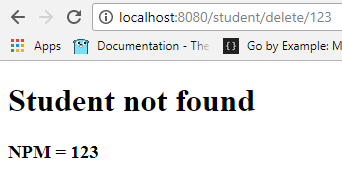 localhost:8080/student/delete/123
Apps Documentation - The Go by Example: M
Student not found
NPM = 123